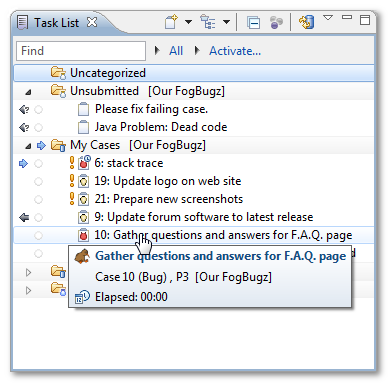 Task List
Find
All
Activate...
Uncategorized
Unsubmitted [Our FogBugz]
Please fix failing case.
Java Problem: Dead code
My Cases [Our FogBugz]
6: stack trace
19: Update logo on web site
21: Prepare new screenshots
9: Update forum software to latest release
10: Gather questions and answers for F.A.Q. page
Gather questions and answers for F.A.Q. page
Case 10 (Bug) , P3 [Our FogBugz]
Elapsed: 00:00